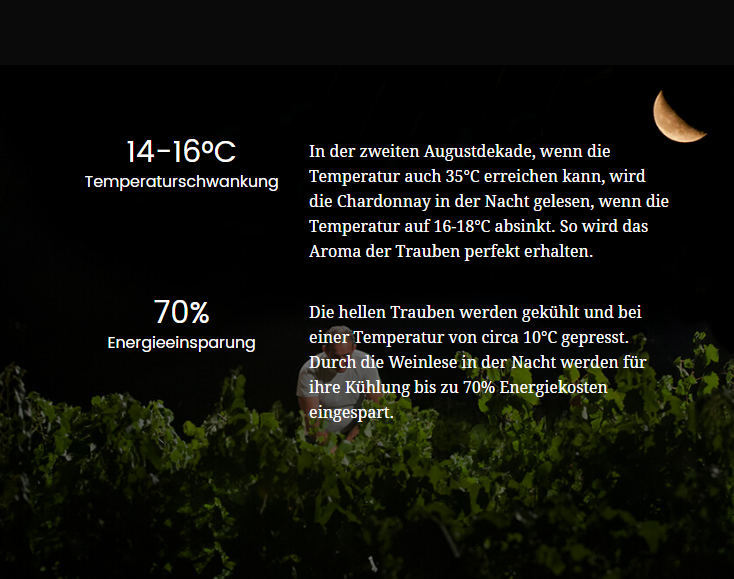 14-16°C
Temperaturschwankung
In der zweiten Augustdekade, wenn die
Temperatur auch 35°C erreichen kann, wird
die Chardonnay in der Nacht gelesen, wenn die
Temperatur auf 16-18°C absinkt. So wird das
Aroma der Trauben perfekt erhalten.
70%
Energieeinsparung
Die hellen Trauben werden gekühlt und bei
einer Temperatur von circa 10°C gepresst.
Durch die Weinlese in der Nacht werden für
ihre Kühlung bis zu 70% Energiekosten
eingespart.